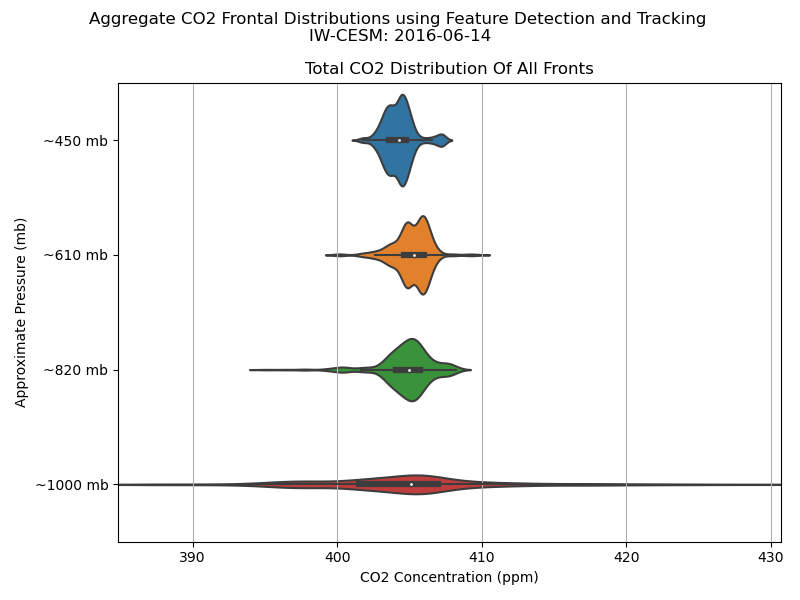 Aggregate CO2 Frontal Distributions using Feature Detection and Tracking
IW-CESM: 2016-06-14
Total CO2 Distribution Of All Fronts
~450 mb
~610 mb
~820 mb
~1000 mb
Approximate Pressure (mb)
390
400
410
420
430
CO2 Concentration (ppm)